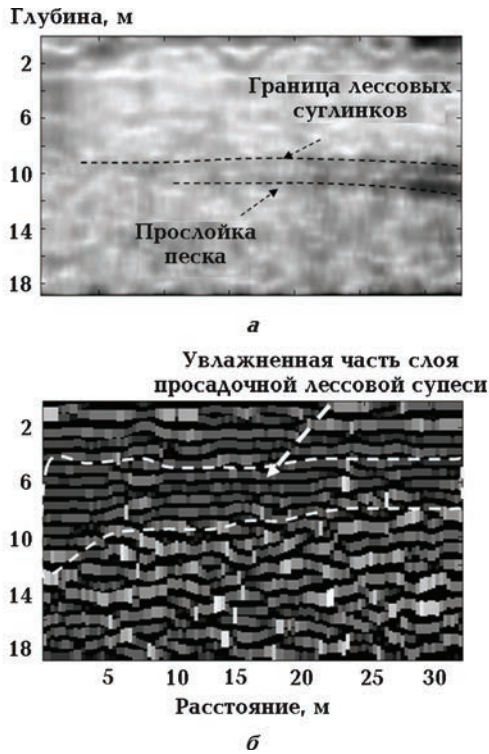 Глубина, м
2
6
10
14
18
Граница лессовых
суглинков
Прослойка
песка
а
Увлажненная часть слоя
просадочной лессовой супеси
2
6
10
14
18
5 10 15 20 25 30
Расстояние, м
б